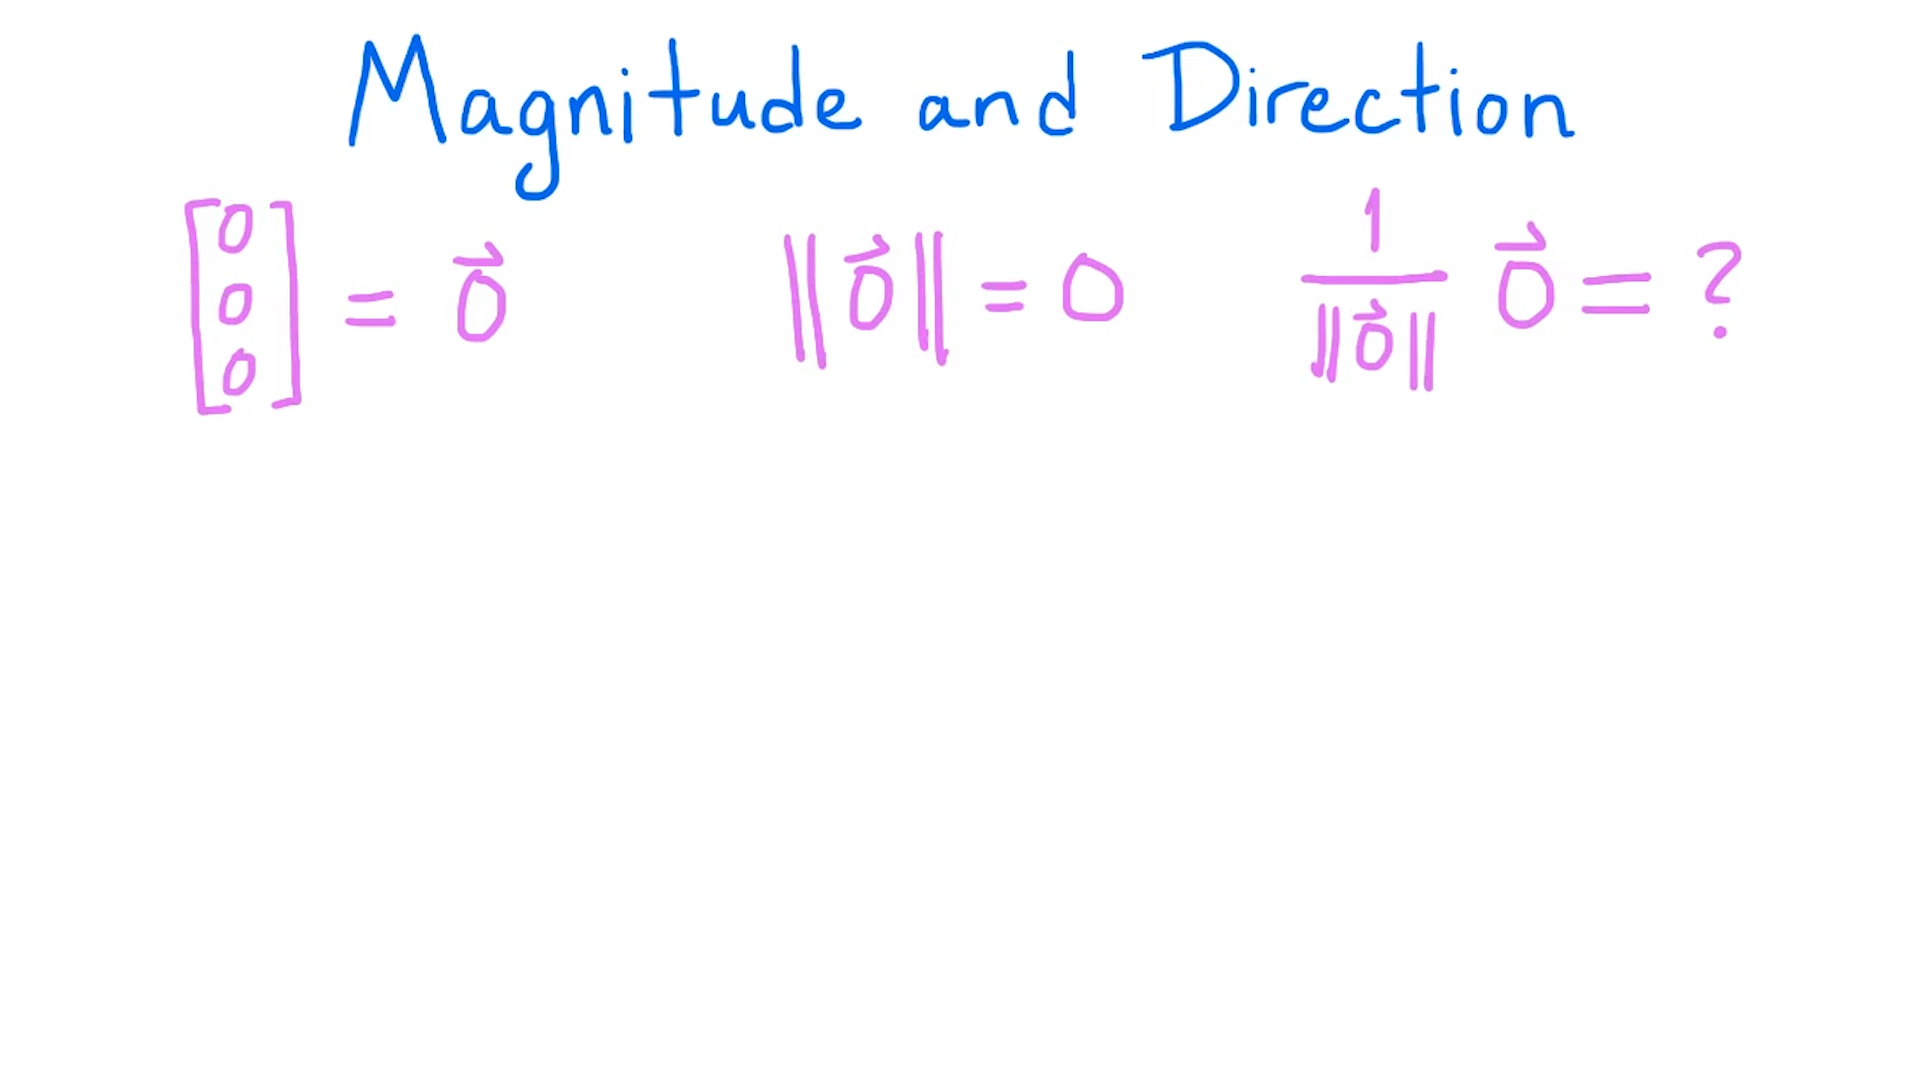 Magnitude and Direction
[0 0 0] = 0⃗    ||0⃗|| = 0    1/||0⃗|| 0⃗ = ?